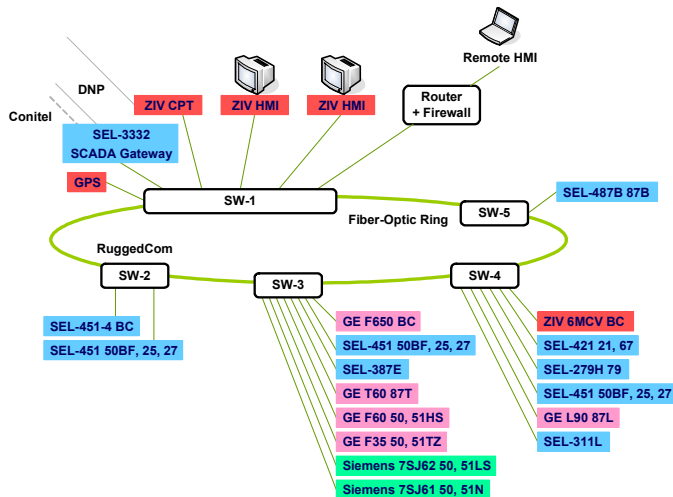 Remote HMI
DNP
Conitel
ZIV CPT
ZIV HMI
ZIV HMI
Router
+ Firewall
SEL-3332
SCADA Gateway
GPS
SW-1
SEL-487B 87B
Fiber-Optic Ring
SW-5
RuggedCom
SW-2
SW-3
SW-4
SEL-451-4 BC
SEL-451 50BF, 25, 27
GE F650 BC
SEL-451 50BF, 25, 27
SEL-387E
GE T60 87T
GE F60 50, 51HS
GE F35 50, 51TZ
Siemens 7SJ62 50, 51LS
Siemens 7SJ61 50, 51N
ZIV 6MCV BC
SEL-421 21, 67
SEL-279H 79
SEL-451 50BF, 25, 27
GE L90 87L
SEL-311L